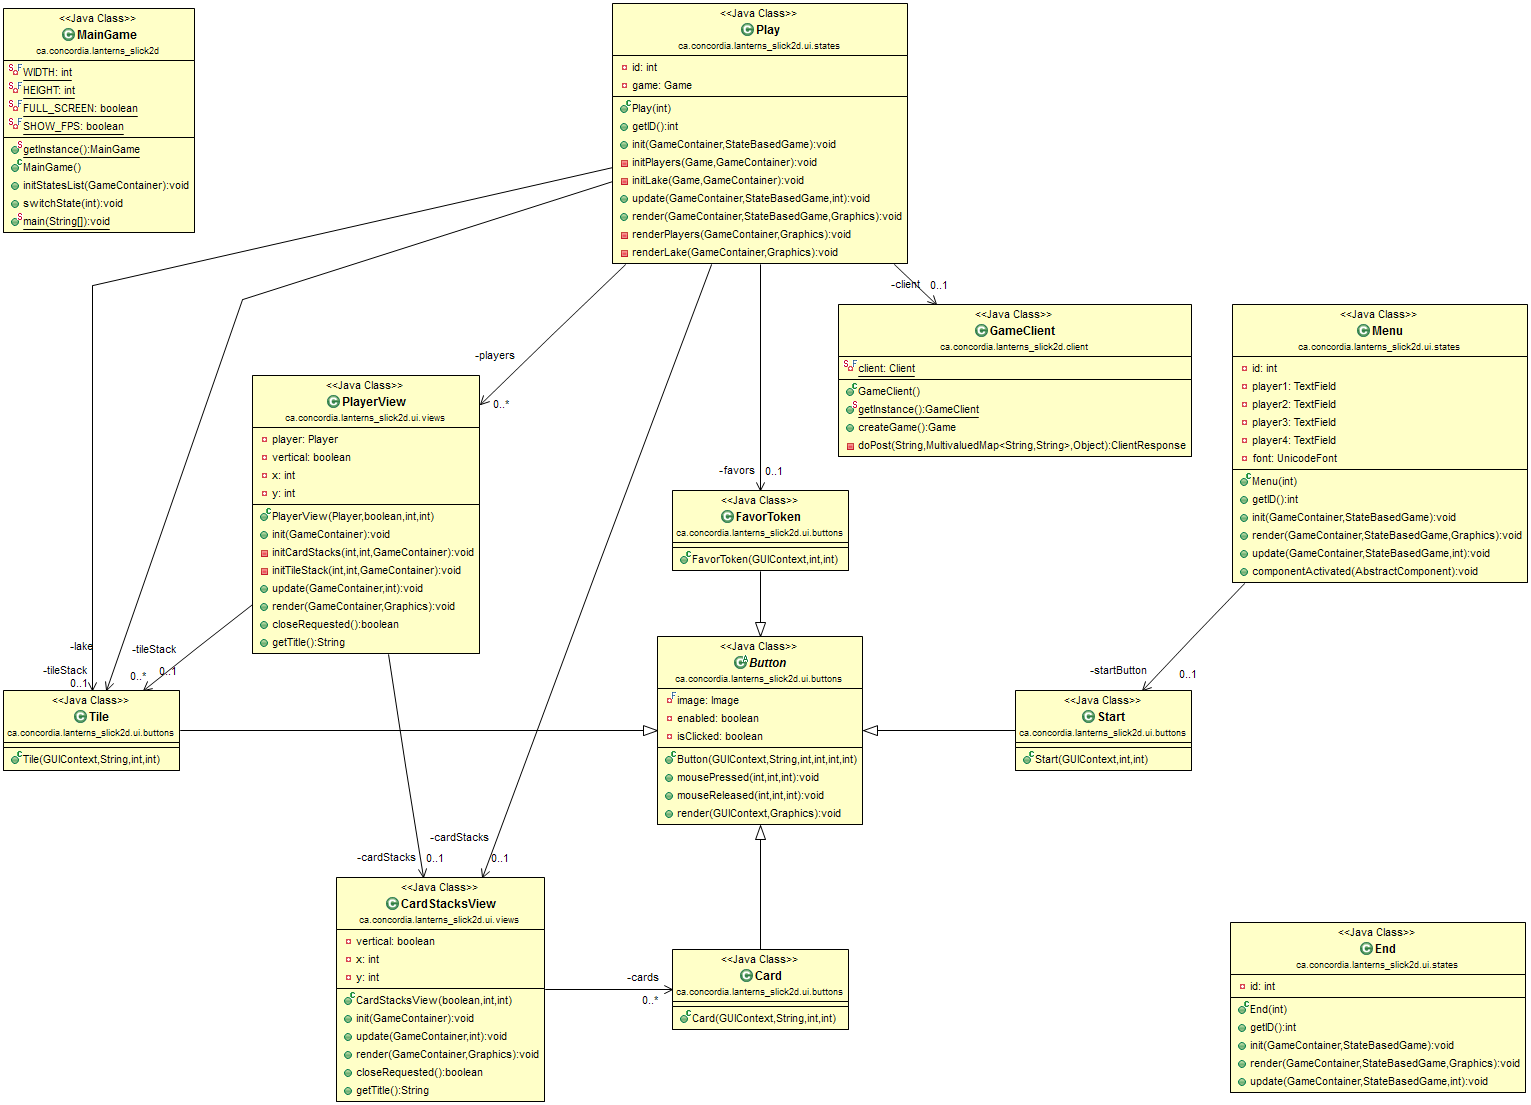 <<Java Class>>
MainGame
ca.concordia.lanterns_slick2d
WIDTH: int
HEIGHT: int
FULL_SCREEN: boolean
SHOW_FPS: boolean
getInstance():MainGame
MainGame()
initStatesList(GameContainer):void
switchState(int):void
main(String[]):void
<<Java Class>>
Play
ca.concordia.lanterns_slick2d.ui.states
id: int
game: Game
Play(int)
getID():int
init(GameContainer,StateBasedGame):void
initPlayers(Game,GameContainer):void
initLake(Game,GameContainer):void
update(GameContainer,StateBasedGame,int):void
render(GameContainer,StateBasedGame,Graphics):void
renderPlayers(GameContainer,Graphics):void
renderLake(GameContainer,Graphics):void
-client
0..1
<<Java Class>>
GameClient
ca.concordia.lanterns_slick2d.client
client: Client
GameClient()
getInstance():GameClient
createGame():Game
doPost(String,MultivaluedMap<String,String>,Object):ClientResponse
<<Java Class>>
Menu
ca.concordia.lanterns_slick2d.ui.states
id: int
player1: TextField
player2: TextField
player3: TextField
player4: TextField
font: UnicodeFont
Menu(int)
getID():int
init(GameContainer,StateBasedGame):void
render(GameContainer,StateBasedGame,Graphics):void
update(GameContainer,StateBasedGame,int):void
componentActivated(AbstractComponent):void
-players
0..*
<<Java Class>>
PlayerView
ca.concordia.lanterns_slick2d.ui.views
player: Player
vertical: boolean
x: int
y: int
PlayerView(Player,boolean,int,int)
init(GameContainer):void
initCardStacks(int,int,GameContainer):void
initTileStack(int,int,GameContainer):void
update(GameContainer,int):void
render(GameContainer,Graphics):void
closeRequested():boolean
getTitle():String
-favors
0..1
<<Java Class>>
FavorToken
ca.concordia.lanterns_slick2d.ui.buttons
FavorToken(GUIContext,int,int)
-lake
-tileStack
-tileStack
0..1
0..*
0..1
<<Java Class>>
Tile
ca.concordia.lanterns_slick2d.ui.buttons
Tile(GUIContext,String,int,int)
<<Java Class>>
Button
ca.concordia.lanterns_slick2d.ui.buttons
image: Image
enabled: boolean
isClicked: boolean
Button(GUIContext,String,int,int,int,int)
mousePressed(int,int,int):void
mouseReleased(int,int,int):void
render(GUIContext,Graphics):void
-startButton
0..1
<<Java Class>>
Start
ca.concordia.lanterns_slick2d.ui.buttons
Start(GUIContext,int,int)
-cardStacks
0..1
-cardStacks
0..1
<<Java Class>>
CardStacksView
ca.concordia.lanterns_slick2d.ui.views
vertical: boolean
x: int
y: int
CardStacksView(boolean,int,int)
init(GameContainer):void
update(GameContainer,int):void
render(GameContainer,Graphics):void
closeRequested():boolean
getTitle():String
-cards
0..*
<<Java Class>>
Card
ca.concordia.lanterns_slick2d.ui.buttons
Card(GUIContext,String,int,int)
<<Java Class>>
End
ca.concordia.lanterns_slick2d.ui.states
id: int
End(int)
getID():int
init(GameContainer,StateBasedGame):void
render(GameContainer,StateBasedGame,Graphics):void
update(GameContainer,StateBasedGame,int):void